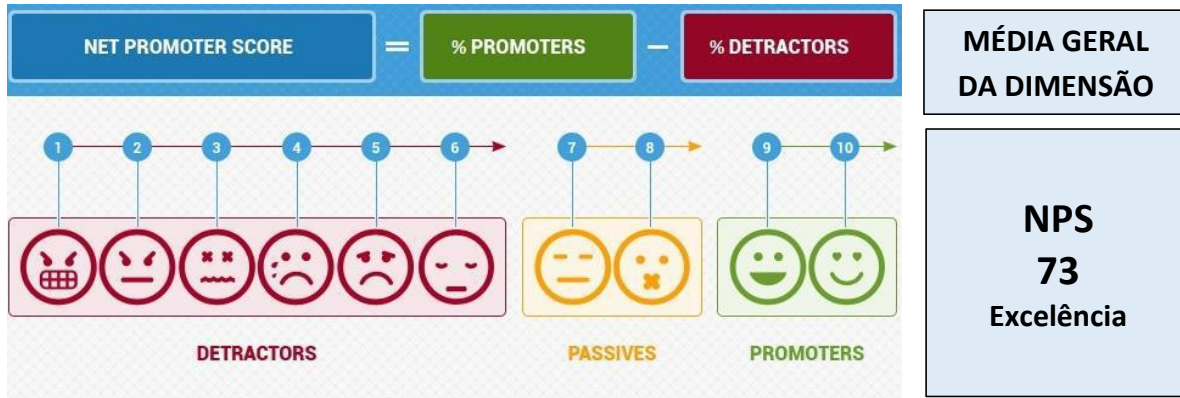 NET PROMOTER SCORE = % PROMOTERS − % DETRACTORS
1 2 3 4 5 6 7 8 9 10
DETRACTORS PASSIVES PROMOTERS
MÉDIA GERAL
DA DIMENSÃO
NPS
73
Excelência